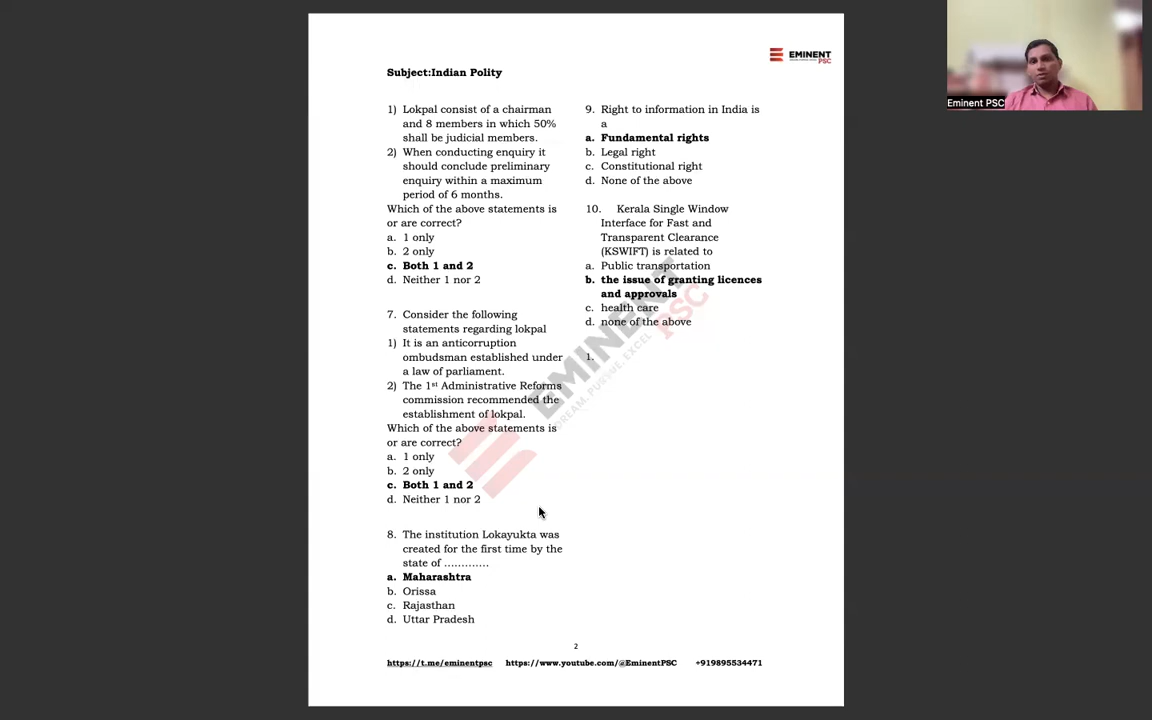 EMINENT
PSC
Subject:Indian Polity
1) Lokpal consist of a chairman
and 8 members in which 50%
shall be judicial members.
2) When conducting enquiry it
should conclude preliminary
enquiry within a maximum
period of 6 months.
Which of the above statements is
or are correct?
a. 1 only
b. 2 only
c. Both 1 and 2
d. Neither 1 nor 2
7. Consider the following
statements regarding lokpal
1) It is an anticorruption
ombudsman established under
a law of parliament.
2) The 1st Administrative Reforms
commission recommended the
establishment of lokpal.
Which of the above statements is
or are correct?
a. 1 only
b. 2 only
c. Both 1 and 2
d. Neither 1 nor 2
8. The institution Lokayukta was
created for the first time by the
state of ………….
a. Maharashtra
b. Orissa
c. Rajasthan
d. Uttar Pradesh
9. Right to information in India is
a
a. Fundamental rights
b. Legal right
c. Constitutional right
d. None of the above
10. Kerala Single Window
Interface for Fast and
Transparent Clearance
(KSWIFT) is related to
a. Public transportation
b. the issue of granting licences
and approvals
c. health care
d. none of the above
1.
EMINENT
PSC
DREAM, PURSUE, EXCEL
2
https://t.me/eminentpsc https://www.youtube.com/@EminentPSC +919895534471
Eminent PSC